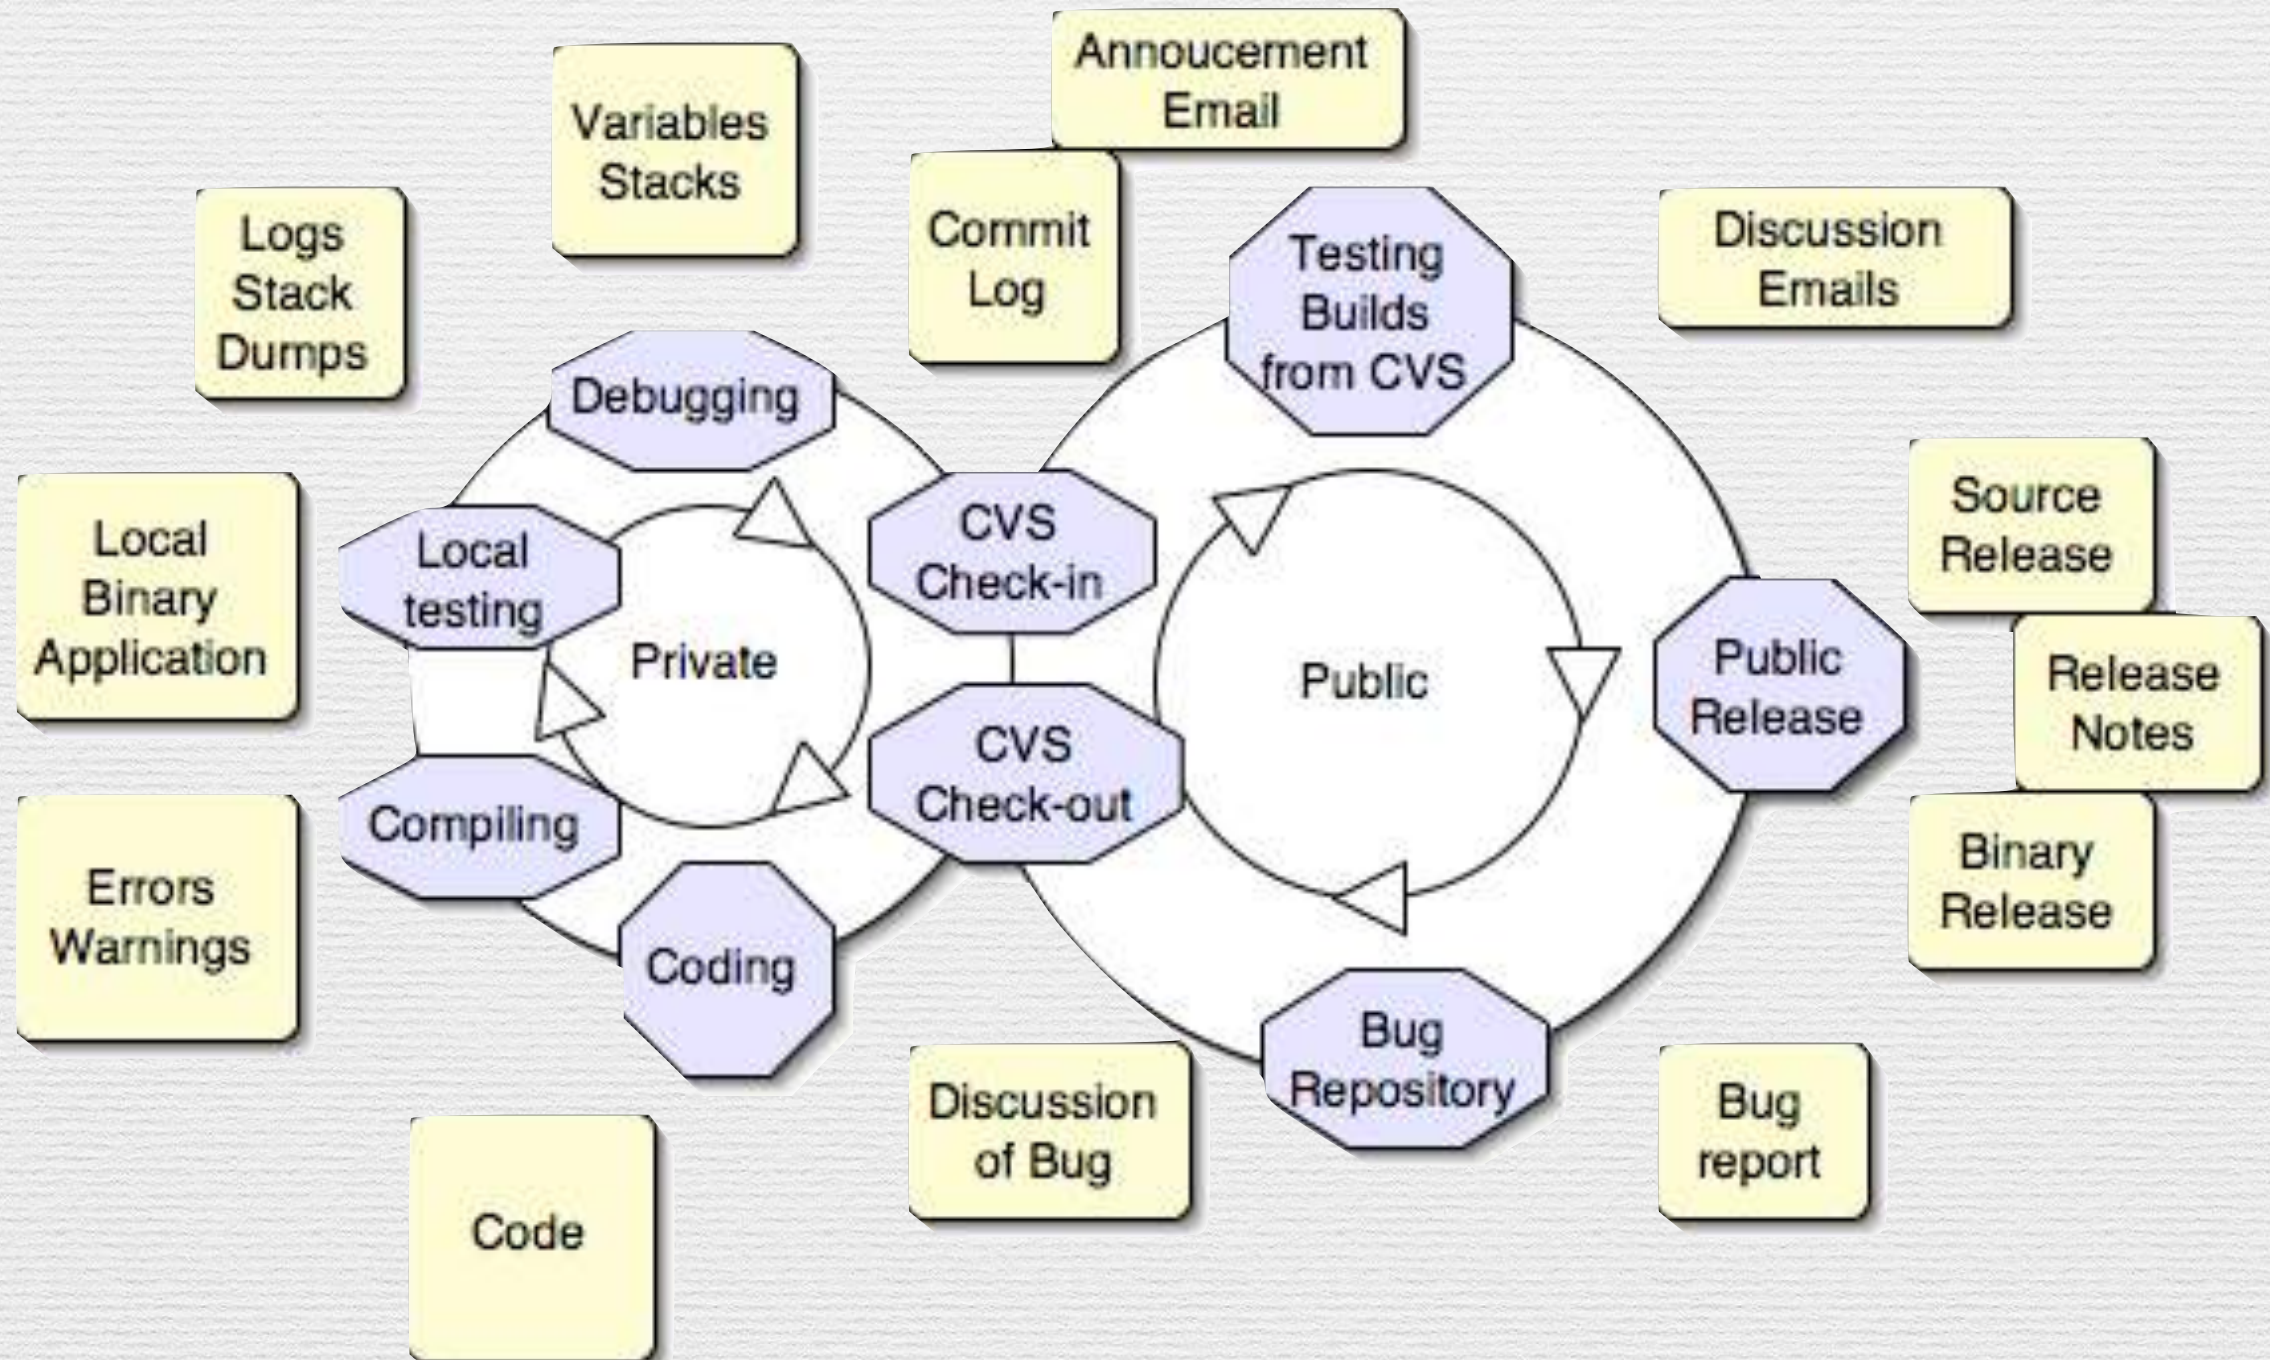 Annoucement
Email
Variables
Stacks
Commit
Log
Testing
Builds
from CVS
Discussion
Emails
Logs
Stack
Dumps
Debugging
CVS
Check-in
Source
Release
Local
Binary
Application
Local
testing
Private
Public
Public
Release
Release
Notes
CVS
Check-out
Compiling
Binary
Release
Errors
Warnings
Coding
Bug
Repository
Discussion
of Bug
Bug
report
Code